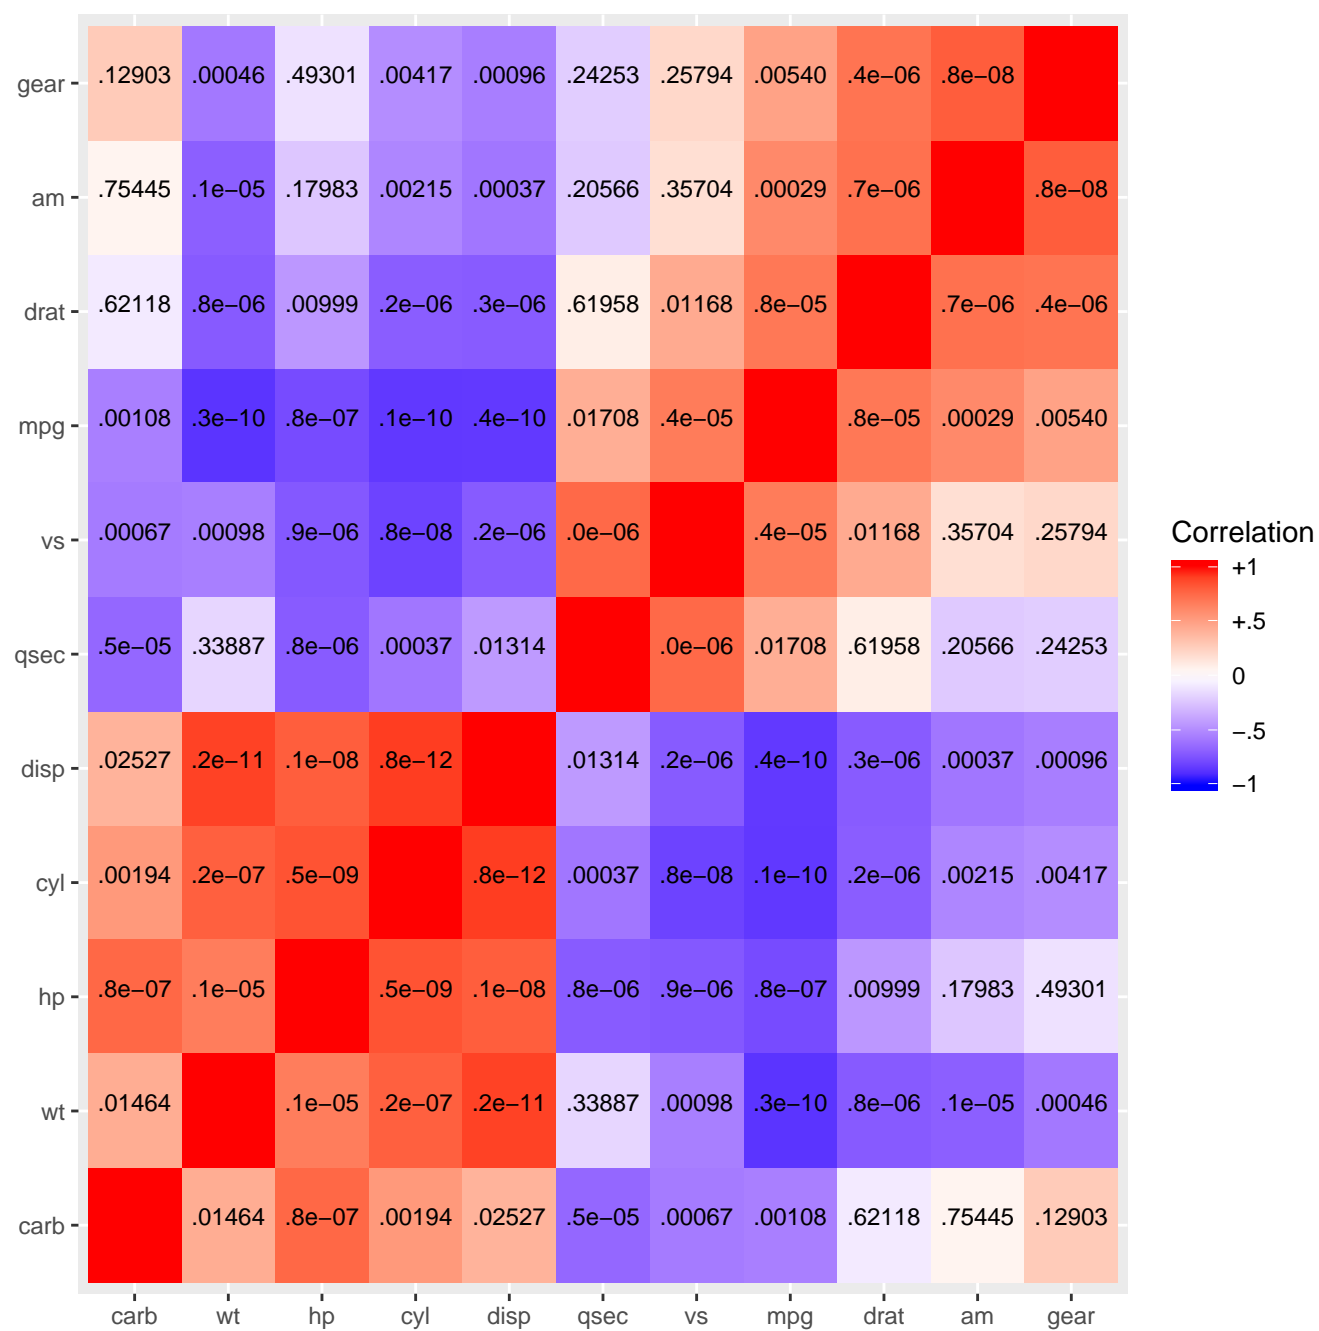 gear .12903 .00046 .49301 .00417 .00096 .24253 .25794 .00540 .4e−06 .8e−08
am .75445 .1e−05 .17983 .00215 .00037 .20566 .35704 .00029 .7e−06 .8e−08
drat .62118 .8e−06 .00999 .2e−06 .3e−06 .61958 .01168 .8e−05 .7e−06 .4e−06
mpg .00108 .3e−10 .8e−07 .1e−10 .4e−10 .01708 .4e−05 .8e−05 .00029 .00540
vs .00067 .00098 .9e−06 .8e−08 .2e−06 .0e−06 .4e−05 .01168 .35704 .25794
qsec .5e−05 .33887 .8e−06 .00037 .01314 .0e−06 .01708 .61958 .20566 .24253
disp .02527 .2e−11 .1e−08 .8e−12 .01314 .2e−06 .4e−10 .3e−06 .00037 .00096
cyl .00194 .2e−07 .5e−09 .8e−12 .00037 .8e−08 .1e−10 .2e−06 .00215 .00417
hp .8e−07 .1e−05 .5e−09 .1e−08 .8e−06 .9e−06 .8e−07 .00999 .17983 .49301
wt .01464 .1e−05 .2e−07 .2e−11 .33887 .00098 .3e−10 .8e−06 .1e−05 .00046
carb .01464 .8e−07 .00194 .02527 .5e−05 .00067 .00108 .62118 .75445 .12903
carb wt hp cyl disp qsec vs mpg drat am gear
Correlation
+1
+.5
0
−.5
−1